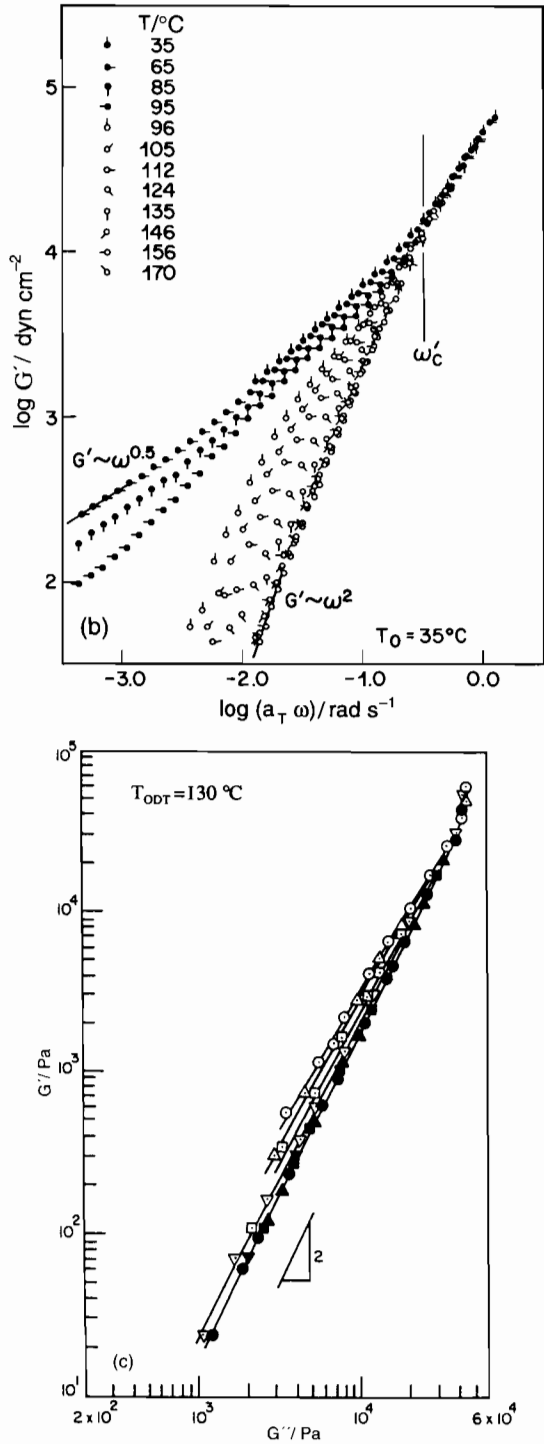 T/°C
35
65
85
95
96
105
112
124
135
146
156
170
5
4
3
2
log G′ / dyn cm⁻²
ω′c
G′~ω⁰·⁵
G′~ω²
(b)
T₀ = 35°C
-3.0 -2.0 -1.0 0.0
log (a_T ω) / rad s⁻¹
10⁵
T_ODT = 130 °C
10⁴
G′/Pa
10³
10²
2
(c)
10¹
2 x 10² 10³ 10⁴ 6 x 10⁴
G″/ Pa